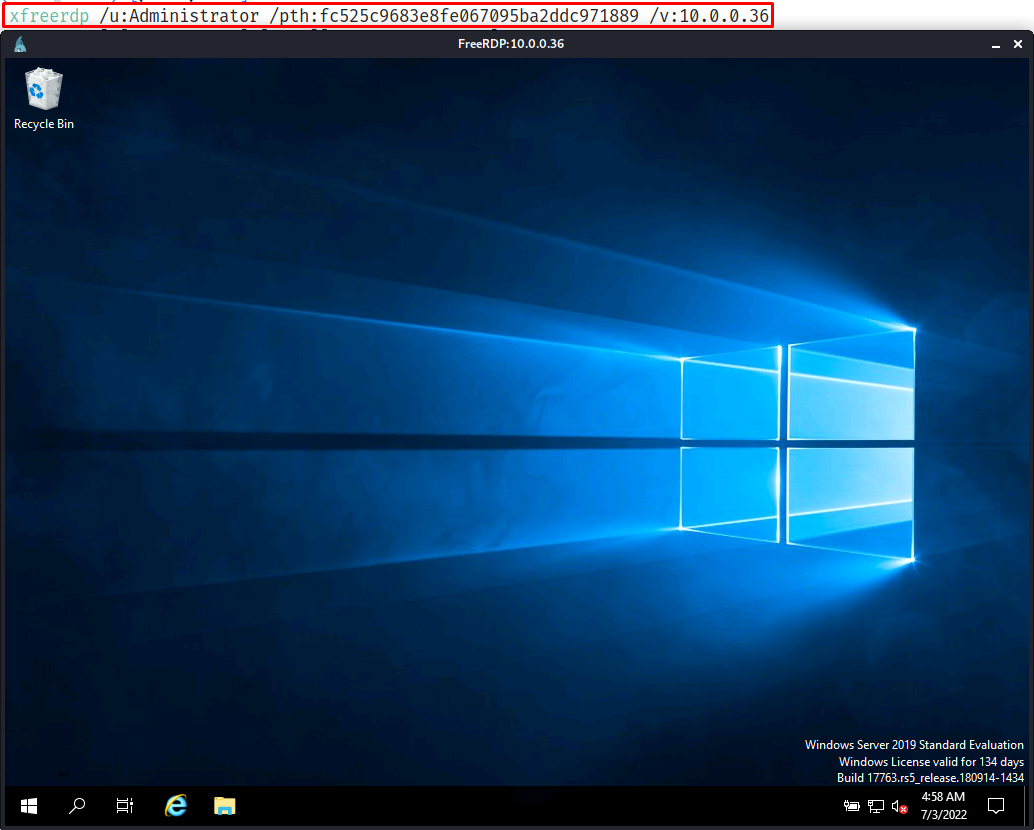 xfreerdp /u:Administrator /pth:fc525c9683e8fe067095ba2ddc971889 /v:10.0.0.36
FreeRDP:10.0.0.36
Recycle Bin
Windows Server 2019 Standard Evaluation
Windows License valid for 134 days
Build 17763.rs5_release.180914-1434
4:58 AM
7/3/2022